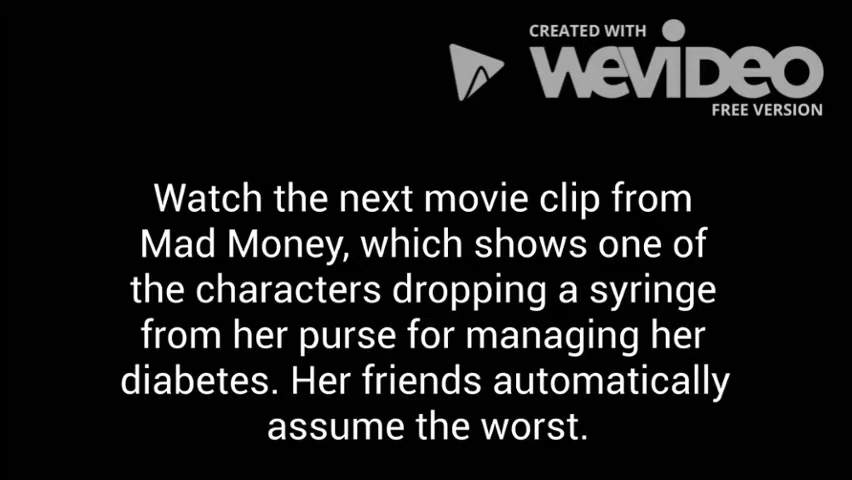 CREATED WITH
WEVIDEO
FREE VERSION
Watch the next movie clip from
Mad Money, which shows one of
the characters dropping a syringe
from her purse for managing her
diabetes. Her friends automatically
assume the worst.